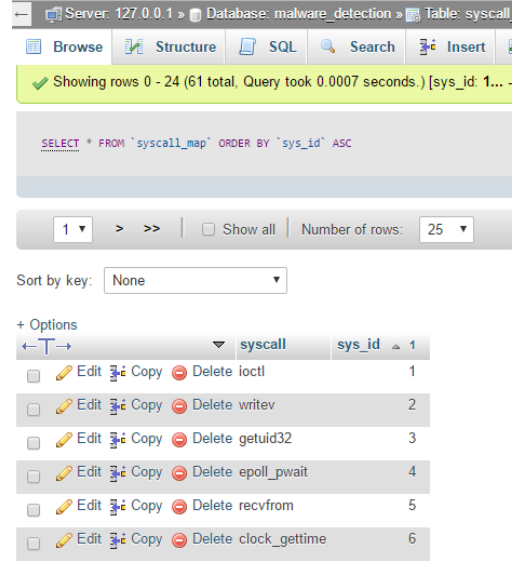 ← Server: 127.0.0.1 » Database: malware_detection » Table: syscall_
Browse Structure SQL Search Insert
Showing rows 0 - 24 (61 total, Query took 0.0007 seconds.) [sys_id: 1... -
SELECT * FROM `syscall_map` ORDER BY `sys_id` ASC
1 ▼ > >> Show all Number of rows: 25 ▼
Sort by key: None ▼
+ Options
←T→ ▼ syscall sys_id ▲ 1
Edit Copy Delete ioctl 1
Edit Copy Delete writev 2
Edit Copy Delete getuid32 3
Edit Copy Delete epoll_pwait 4
Edit Copy Delete recvfrom 5
Edit Copy Delete clock_gettime 6